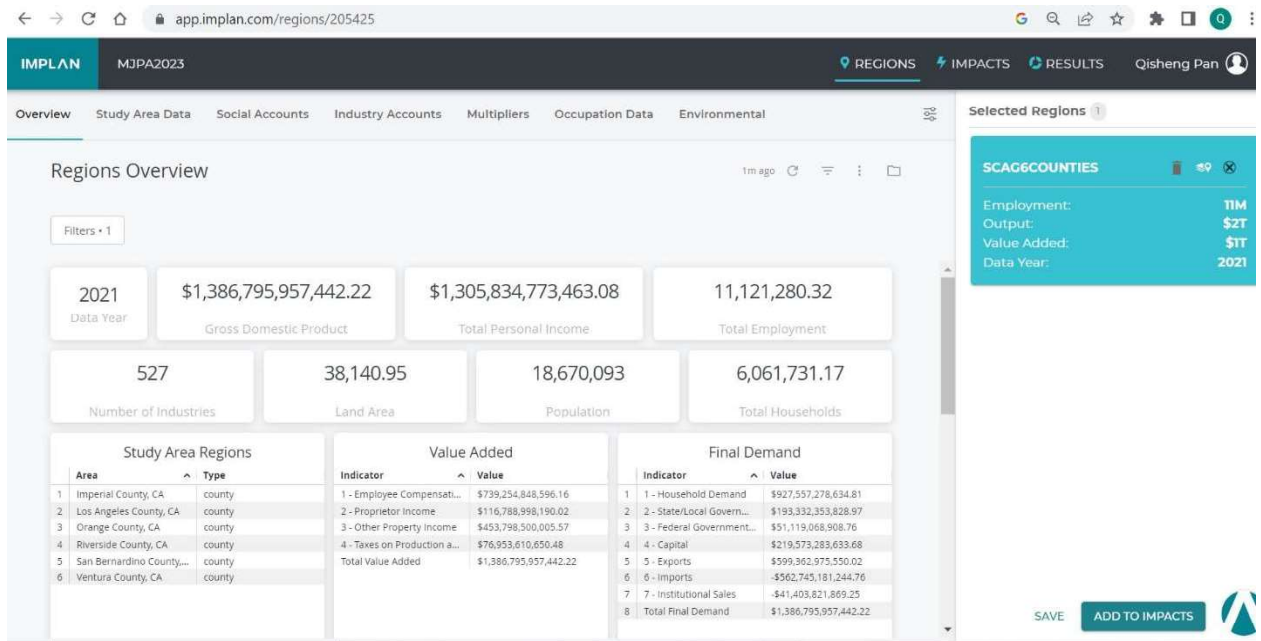 app.implan.com/regions/205425
Q
IMPLAN MJPA2023 REGIONS IMPACTS RESULTS Qisheng Pan
Overview Study Area Data Social Accounts Industry Accounts Multipliers Occupation Data Environmental
Regions Overview
1m ago
Filters • 1
2021
Data Year
$1,386,795,957,442.22
Gross Domestic Product
$1,305,834,773,463.08
Total Personal Income
11,121,280.32
Total Employment
527
Number of Industries
38,140.95
Land Area
18,670,093
Population
6,061,731.17
Total Households
Study Area Regions
Area Type
1 Imperial County, CA county
2 Los Angeles County, CA county
3 Orange County, CA county
4 Riverside County, CA county
5 San Bernardino County,... county
6 Ventura County, CA county
Value Added
Indicator Value
1 - Employee Compensati... $739,254,848,596.16
2 - Proprietor Income $116,788,998,190.02
3 - Other Property Income $453,798,500,005.57
4 - Taxes on Production a... $76,953,610,650.48
Total Value Added $1,386,795,957,442.22
Final Demand
Indicator Value
1 1 - Household Demand $927,557,278,634.81
2 2 - State/Local Govern... $193,332,353,828.97
3 3 - Federal Government... $51,119,068,908.76
4 4 - Capital $219,573,283,633.68
5 5 - Exports $599,362,975,550.02
6 6 - Imports -$562,745,181,244.76
7 7 - Institutional Sales -$41,403,821,869.25
8 Total Final Demand $1,386,795,957,442.22
Selected Regions 1
SCAG6COUNTIES
Employment: 11M
Output: $2T
Value Added: $1T
Data Year: 2021
SAVE ADD TO IMPACTS